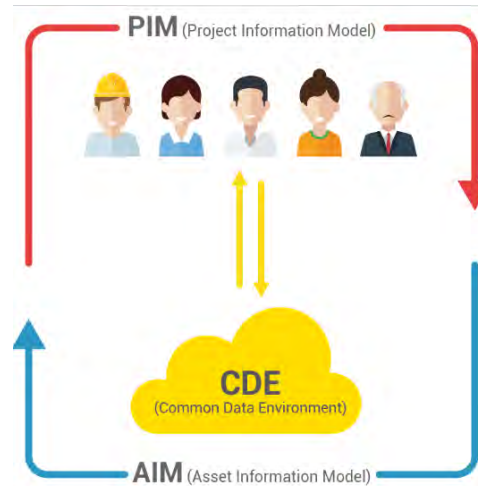 PIM (Project Information Model)
CDE
(Common Data Environment)
AIM (Asset Information Model)